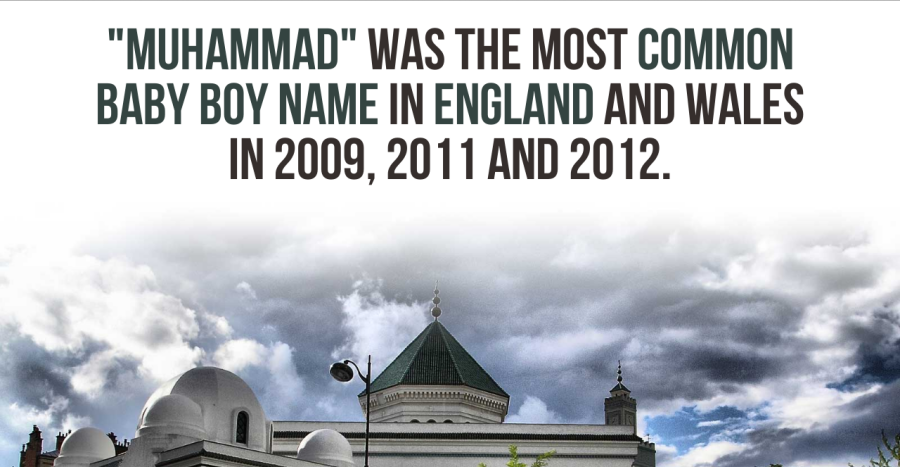 "MUHAMMAD" WAS THE MOST COMMON
BABY BOY NAME IN ENGLAND AND WALES
IN 2009, 2011 AND 2012.